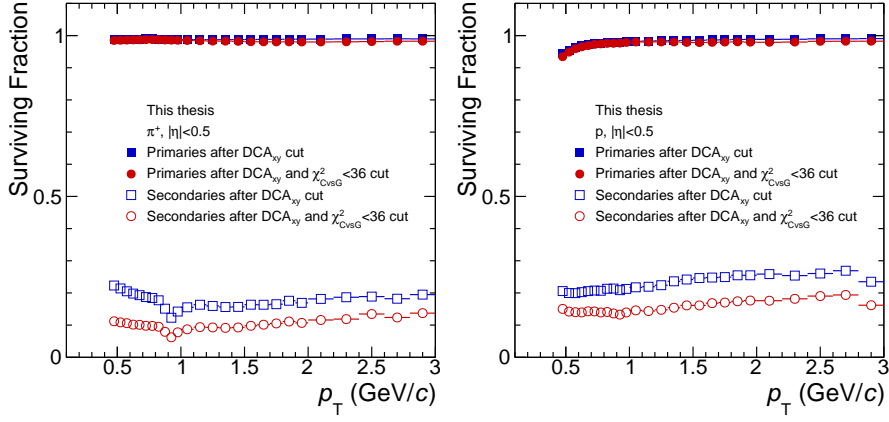 Surviving Fraction
1
0.5
0
This thesis
π⁺, |η|<0.5
Primaries after DCA_xy cut
Primaries after DCA_xy and χ²_CvsG<36 cut
Secondaries after DCA_xy cut
Secondaries after DCA_xy and χ²_CvsG<36 cut
0.5 1 1.5 2 2.5 3
p_T (GeV/c)
Surviving Fraction
1
0.5
0
This thesis
p, |η|<0.5
Primaries after DCA_xy cut
Primaries after DCA_xy and χ²_CvsG<36 cut
Secondaries after DCA_xy cut
Secondaries after DCA_xy and χ²_CvsG<36 cut
0.5 1 1.5 2 2.5 3
p_T (GeV/c)